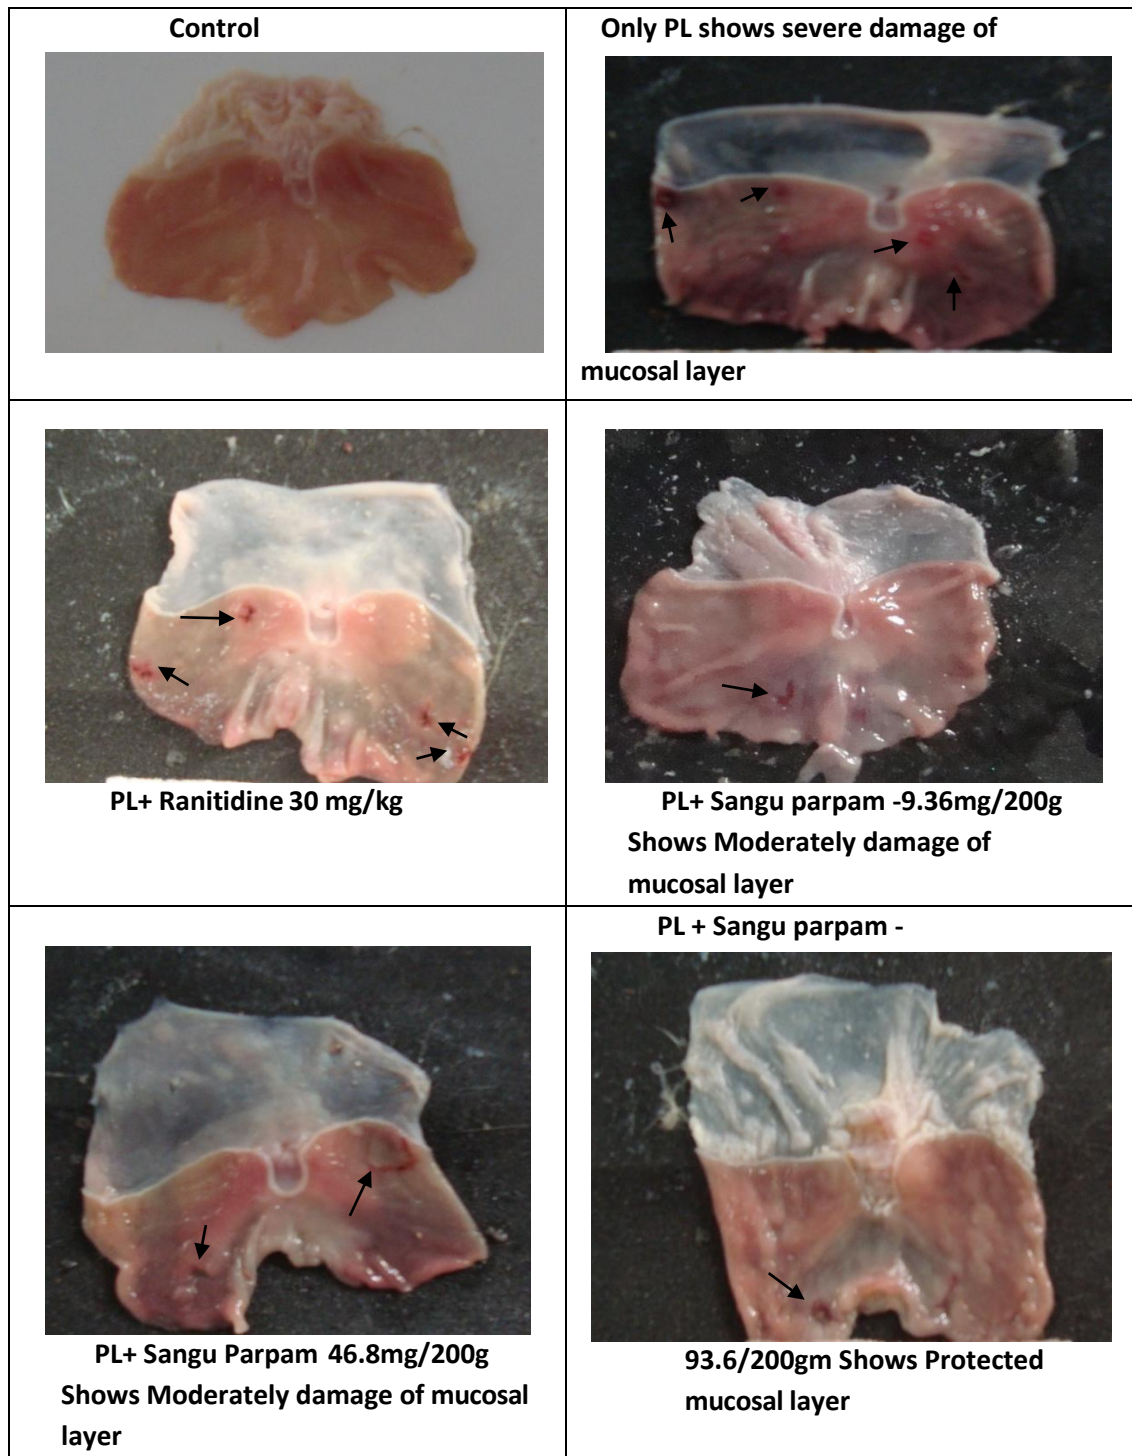 Control
Only PL shows severe damage of
mucosal layer
PL+ Ranitidine 30 mg/kg
PL+ Sangu parpam -9.36mg/200g
Shows Moderately damage of
mucosal layer
PL+ Sangu Parpam 46.8mg/200g
Shows Moderately damage of mucosal
layer
PL + Sangu parpam -
93.6/200gm Shows Protected
mucosal layer